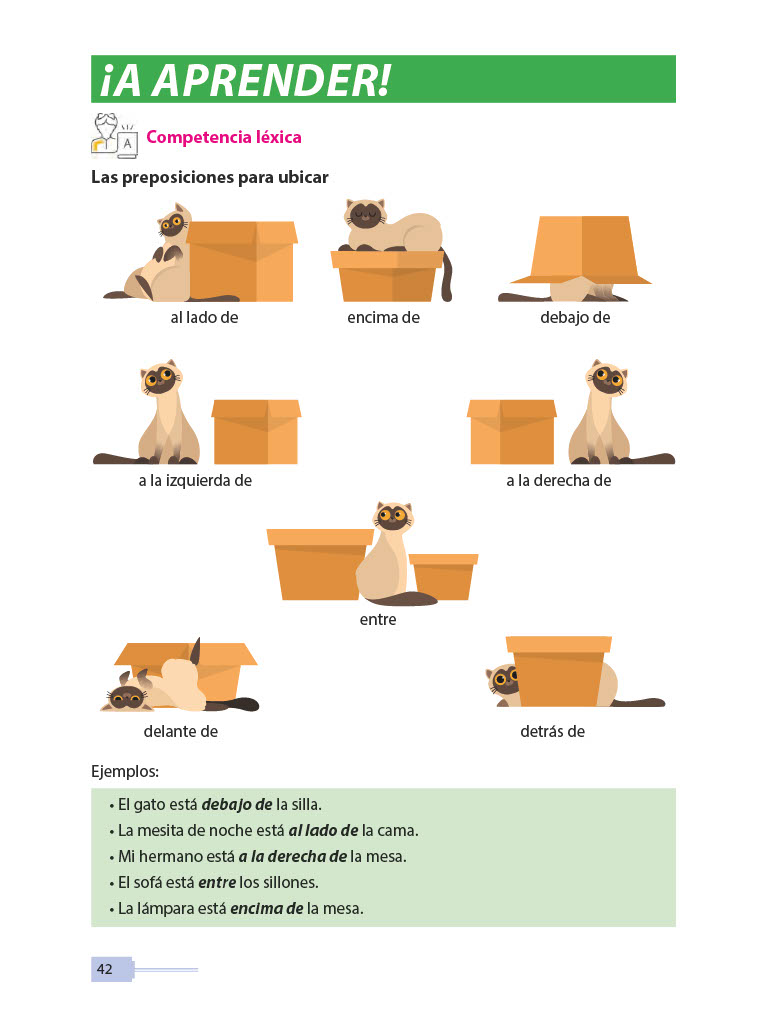 ¡A APRENDER!
A
Competencia léxica
Las preposiciones para ubicar
al lado de
encima de
debajo de
a la izquierda de
a la derecha de
entre
delante de
detrás de
Ejemplos:
• El gato está debajo de la silla.
• La mesita de noche está al lado de la cama.
• Mi hermano está a la derecha de la mesa.
• El sofá está entre los sillones.
• La lámpara está encima de la mesa.
42